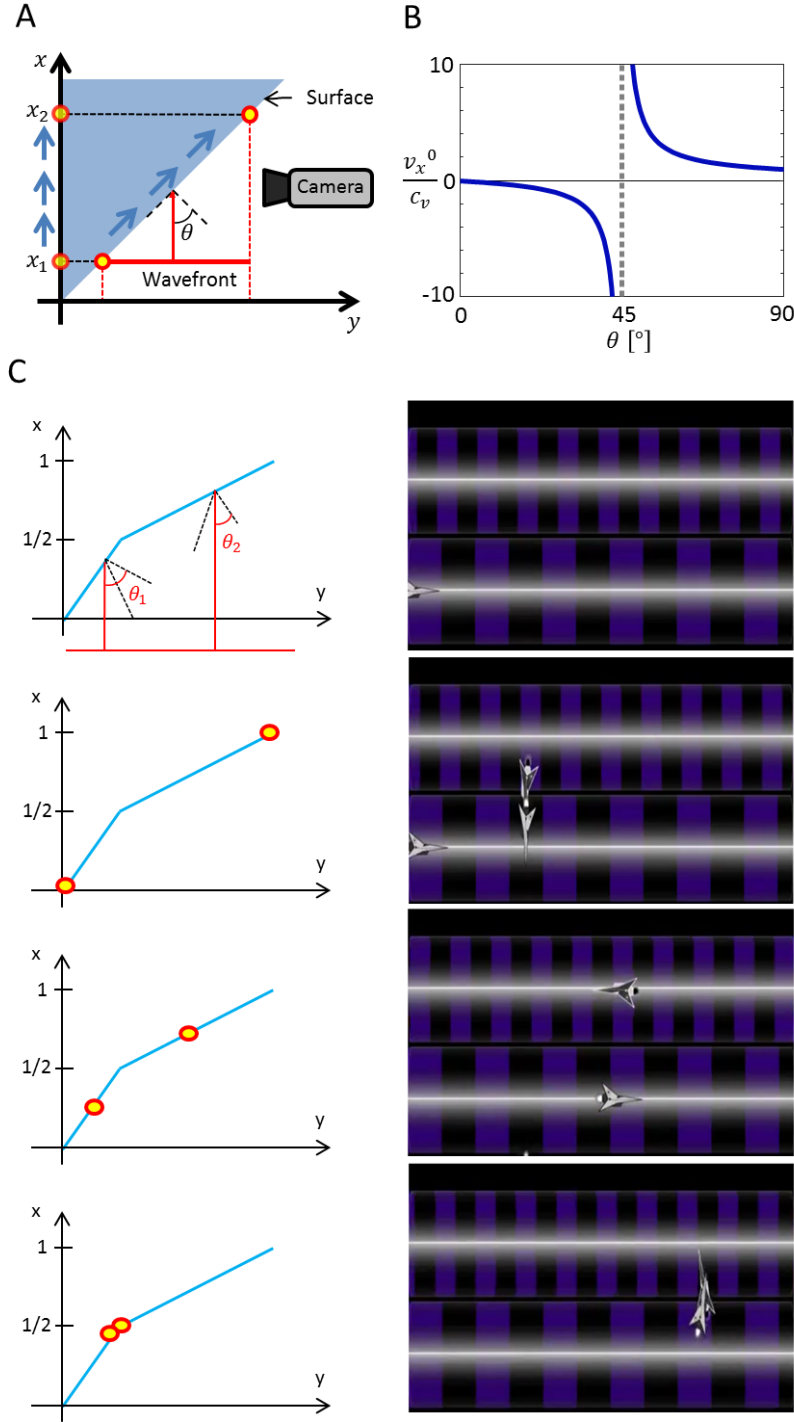 A
x
x₂
Surface
Camera
θ
x₁
Wavefront
y
B
10
vₓ⁰
cᵥ
0
-10
0
45
90
θ [°]
C
x
1
1/2
θ₂
θ₁
y
x
1
1/2
y
x
1
1/2
y
x
1
1/2
y